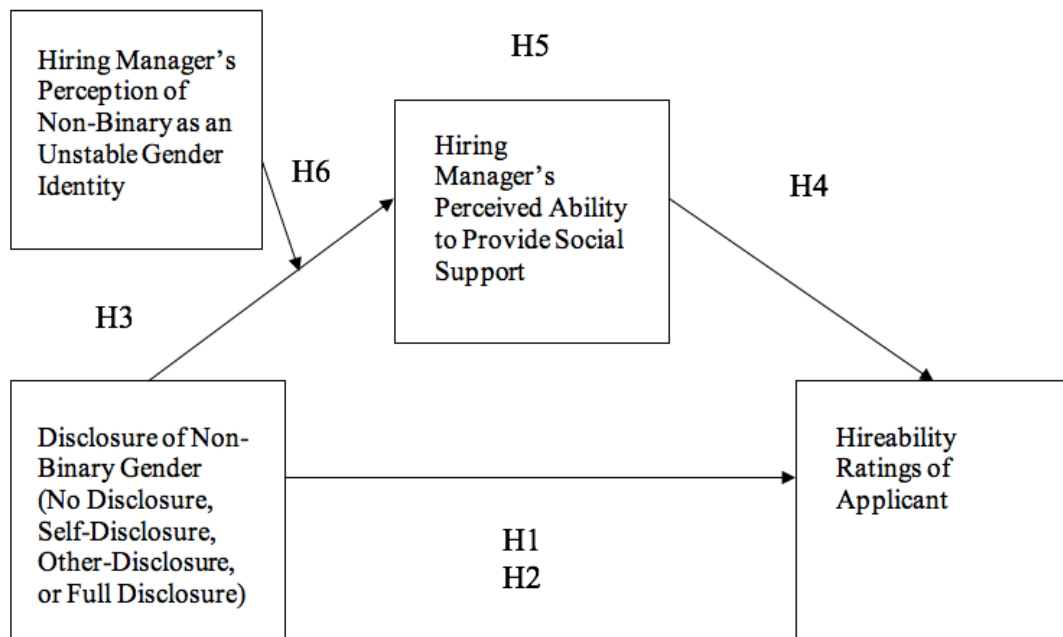 Hiring Manager’s
Perception of
Non-Binary as an
Unstable Gender
Identity
H5
H6
Hiring
Manager’s
Perceived Ability
to Provide Social
Support
H4
H3
Disclosure of Non-
Binary Gender
(No Disclosure,
Self-Disclosure,
Other-Disclosure,
or Full Disclosure)
Hireability
Ratings of
Applicant
H1
H2